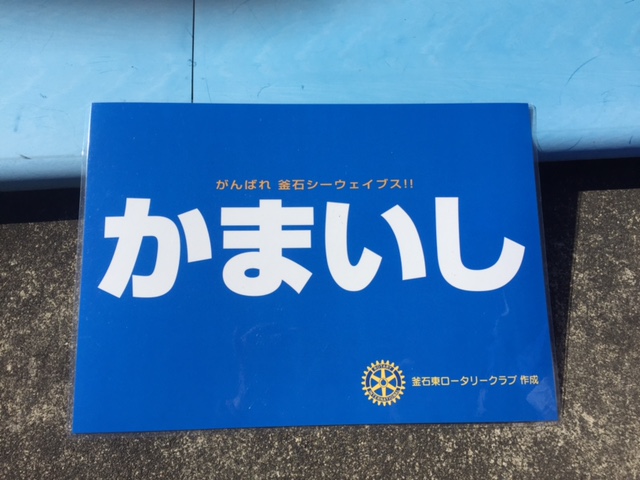 がんばれ 釜石シーウェイブス!!
かまいし
釜石東ロータリークラブ 作成